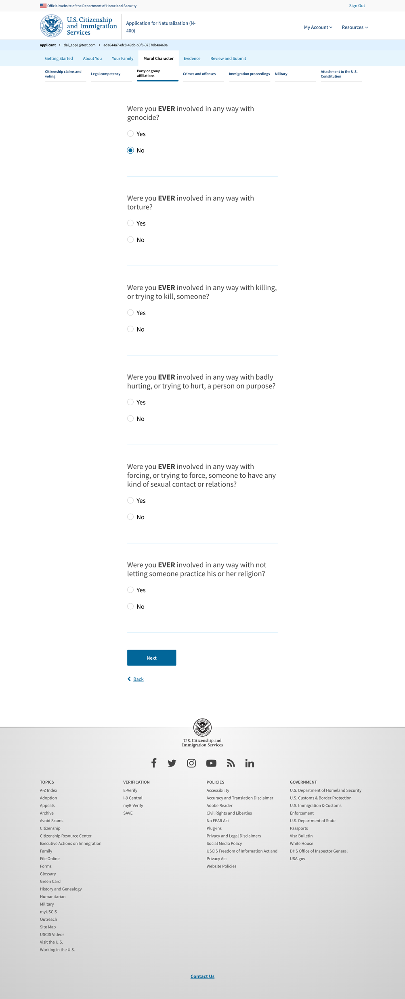 Official website of the Department of Homeland Security
Sign Out
U.S. Citizenship
and Immigration
Services
Application for Naturalization (N-
400)
My Account
Resources
applicant > dai_app1@test.com > ada844a7-efc8-49cb-b3f6-37370b4a460a
Getting Started
About You
Your Family
Moral Character
Evidence
Review and Submit
Citizenship claims and
voting
Legal competency
Party or group
affiliations
Crimes and offenses
Immigration proceedings
Military
Attachment to the U.S.
Constitution
Were you EVER involved in any way with
genocide?
Yes
No
Were you EVER involved in any way with
torture?
Yes
No
Were you EVER involved in any way with killing,
or trying to kill, someone?
Yes
No
Were you EVER involved in any way with badly
hurting, or trying to hurt, a person on purpose?
Yes
No
Were you EVER involved in any way with
forcing, or trying to force, someone to have any
kind of sexual contact or relations?
Yes
No
Were you EVER involved in any way with not
letting someone practice his or her religion?
Yes
No
Next
Back
U.S. Citizenship and
Immigration Services
TOPICS
A-Z Index
Adoption
Appeals
Archive
Avoid Scams
Citizenship
Citizenship Resource Center
Executive Actions on Immigration
Family
File Online
Forms
Glossary
Green Card
History and Genealogy
Humanitarian
Military
myUSCIS
Outreach
Site Map
USCIS Videos
Visit the U.S.
Working in the U.S.
VERIFICATION
E-Verify
I-9 Central
myE-Verify
SAVE
POLICIES
Accessibility
Accuracy and Translation Disclaimer
Adobe Reader
Civil Rights and Liberties
No FEAR Act
Plug-ins
Privacy and Legal Disclaimers
Social Media Policy
USCIS Freedom of Information Act and
Privacy Act
Website Policies
GOVERNMENT
U.S. Department of Homeland Security
U.S. Customs & Border Protection
U.S. Immigration & Customs
Enforcement
U.S. Department of State
Passports
Visa Bulletin
White House
DHS Office of Inspector General
USA.gov
Contact Us